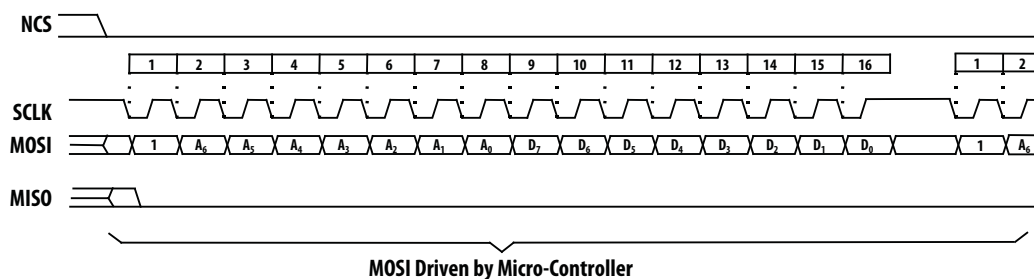 NCS
1 2 3 4 5 6 7 8 9 10 11 12 13 14 15 16 1 2
SCLK
MOSI 1 A₆ A₅ A₄ A₃ A₂ A₁ A₀ D₇ D₆ D₅ D₄ D₃ D₂ D₁ D₀ 1 A₆
MISO
MOSI Driven by Micro-Controller